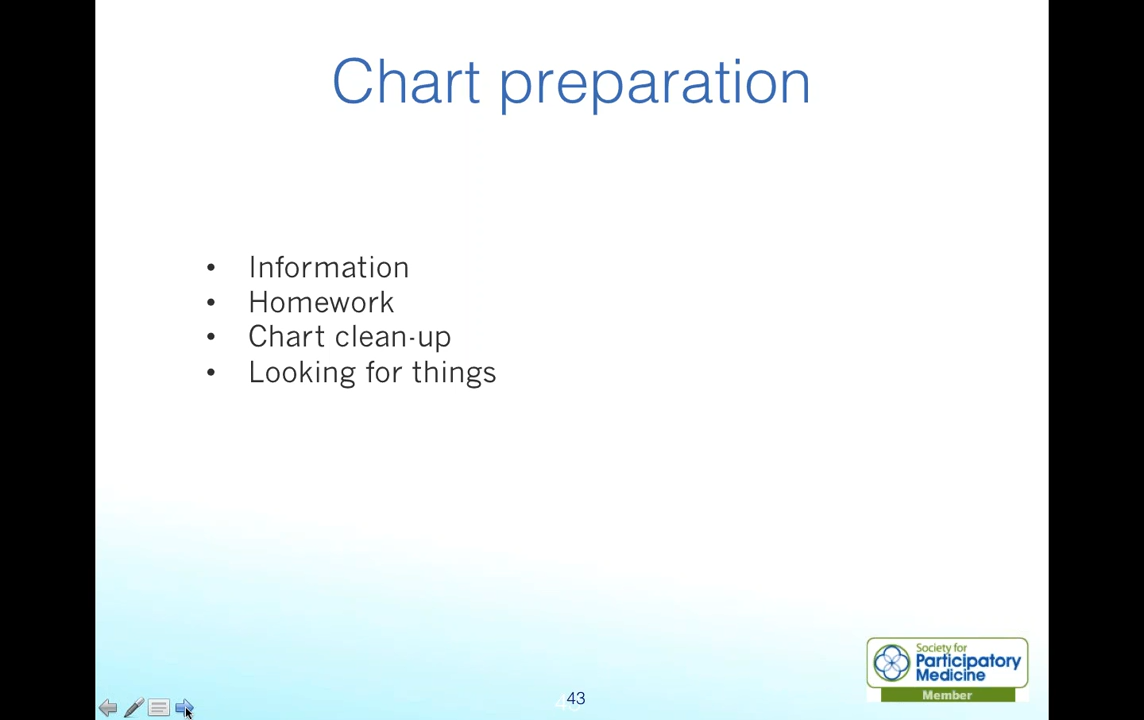 Chart preparation
• Information
• Homework
• Chart clean-up
• Looking for things
Society for
Participatory
Medicine
Member
43